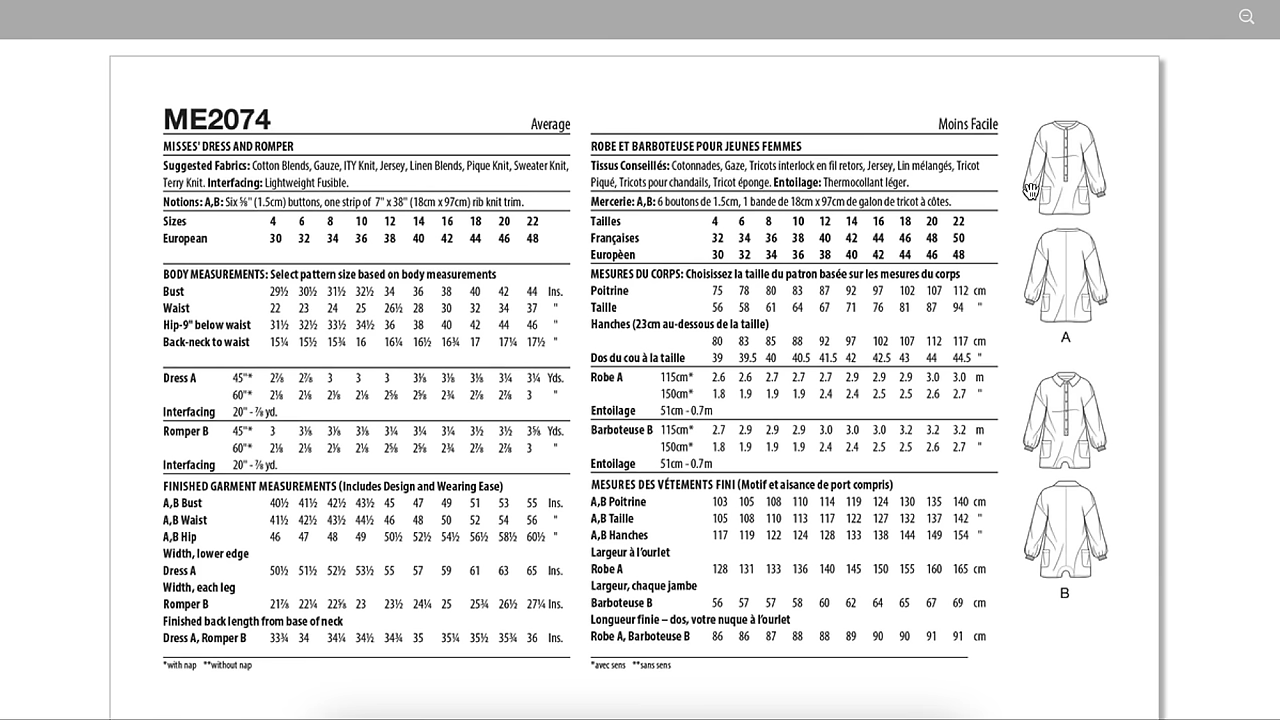 ME2074 Average
MISSES' DRESS AND ROMPER
Suggested Fabrics: Cotton Blends, Gauze, ITY Knit, Jersey, Linen Blends, Pique Knit, Sweater Knit,
Terry Knit. Interfacing: Lightweight Fusible.
Notions: A,B: Six ⅝" (1.5cm) buttons, one strip of 7" x 38" (18cm x 97cm) rib knit trim.
Sizes 4 6 8 10 12 14 16 18 20 22
European 30 32 34 36 38 40 42 44 46 48
BODY MEASUREMENTS: Select pattern size based on body measurements
Bust 29½ 30½ 31½ 32½ 34 36 38 40 42 44 Ins.
Waist 22 23 24 25 26½ 28 30 32 34 37 "
Hip-9" below waist 31½ 32½ 33½ 34½ 36 38 40 42 44 46 "
Back-neck to waist 15¼ 15½ 15¾ 16 16¼ 16½ 16¾ 17 17¼ 17½ "
Dress A 45"* 2⅞ 2⅞ 3 3 3 3⅛ 3⅛ 3⅛ 3¼ 3¼ Yds.
60"* 2⅛ 2⅛ 2⅛ 2⅛ 2⅝ 2⅝ 2¾ 2⅞ 2⅞ 3 "
Interfacing 20" - ⅞ yd.
Romper B 45"* 3 3⅛ 3⅛ 3⅛ 3¼ 3¼ 3¼ 3½ 3½ 3⅝ Yds.
60"* 2⅛ 2⅛ 2⅛ 2⅛ 2⅝ 2⅝ 2¾ 2⅞ 2⅞ 3 "
Interfacing 20" - ⅞ yd.
FINISHED GARMENT MEASUREMENTS (Includes Design and Wearing Ease)
A,B Bust 40½ 41½ 42½ 43½ 45 47 49 51 53 55 Ins.
A,B Waist 41½ 42½ 43½ 44½ 46 48 50 52 54 56 "
A,B Hip 46 47 48 49 50½ 52½ 54½ 56½ 58½ 60½ "
Width, lower edge
Dress A 50½ 51½ 52½ 53½ 55 57 59 61 63 65 Ins.
Width, each leg
Romper B 21⅞ 22¼ 22⅝ 23 23½ 24¼ 25 25¾ 26½ 27¼ Ins.
Finished back length from base of neck
Dress A, Romper B 33¾ 34 34¼ 34½ 34¾ 35 35¼ 35½ 35¾ 36 Ins.
*with nap **without nap
Moins Facile
ROBE ET BARBOTEUSE POUR JEUNES FEMMES
Tissus Conseillés: Cotonnades, Gaze, Tricots interlock en fil retors, Jersey, Lin mélangés, Tricot
Piqué, Tricots pour chandails, Tricot éponge. Entoilage: Thermocollant léger.
Mercerie: A,B: 6 boutons de 1.5cm, 1 bande de 18cm x 97cm de galon de tricot à côtes.
Tailles 4 6 8 10 12 14 16 18 20 22
Françaises 32 34 36 38 40 42 44 46 48 50
Europèen 30 32 34 36 38 40 42 44 46 48
MESURES DU CORPS: Choisissez la taille du patron basée sur les mesures du corps
Poitrine 75 78 80 83 87 92 97 102 107 112 cm
Taille 56 58 61 64 67 71 76 81 87 94 "
Hanches (23cm au-dessous de la taille)
80 83 85 88 92 97 102 107 112 117 cm
Dos du cou à la taille 39 39.5 40 40.5 41.5 42 42.5 43 44 44.5 "
Robe A 115cm* 2.6 2.6 2.7 2.7 2.7 2.9 2.9 2.9 3.0 3.0 m
150cm* 1.8 1.9 1.9 1.9 2.4 2.4 2.5 2.5 2.6 2.7 "
Entoilage 51cm - 0.7m
Barboteuse B 115cm* 2.7 2.9 2.9 2.9 3.0 3.0 3.0 3.2 3.2 3.2 m
150cm* 1.8 1.9 1.9 1.9 2.4 2.4 2.5 2.5 2.6 2.7 "
Entoilage 51cm - 0.7m
MESURES DES VÉTEMENTS FINI (Motif et aisance de port compris)
A,B Poitrine 103 105 108 110 114 119 124 130 135 140 cm
A,B Taille 105 108 110 113 117 122 127 132 137 142 "
A,B Hanches 117 119 122 124 128 133 138 144 149 154 "
Largeur à l'ourlet
Robe A 128 131 133 136 140 145 150 155 160 165 cm
Largeur, chaque jambe
Barboteuse B 56 57 57 58 60 62 64 65 67 69 cm
Longueur finie – dos, votre nuque à l'ourlet
Robe A, Barboteuse B 86 86 87 88 88 89 90 90 91 91 cm
*avec sens **sans sens
A
B